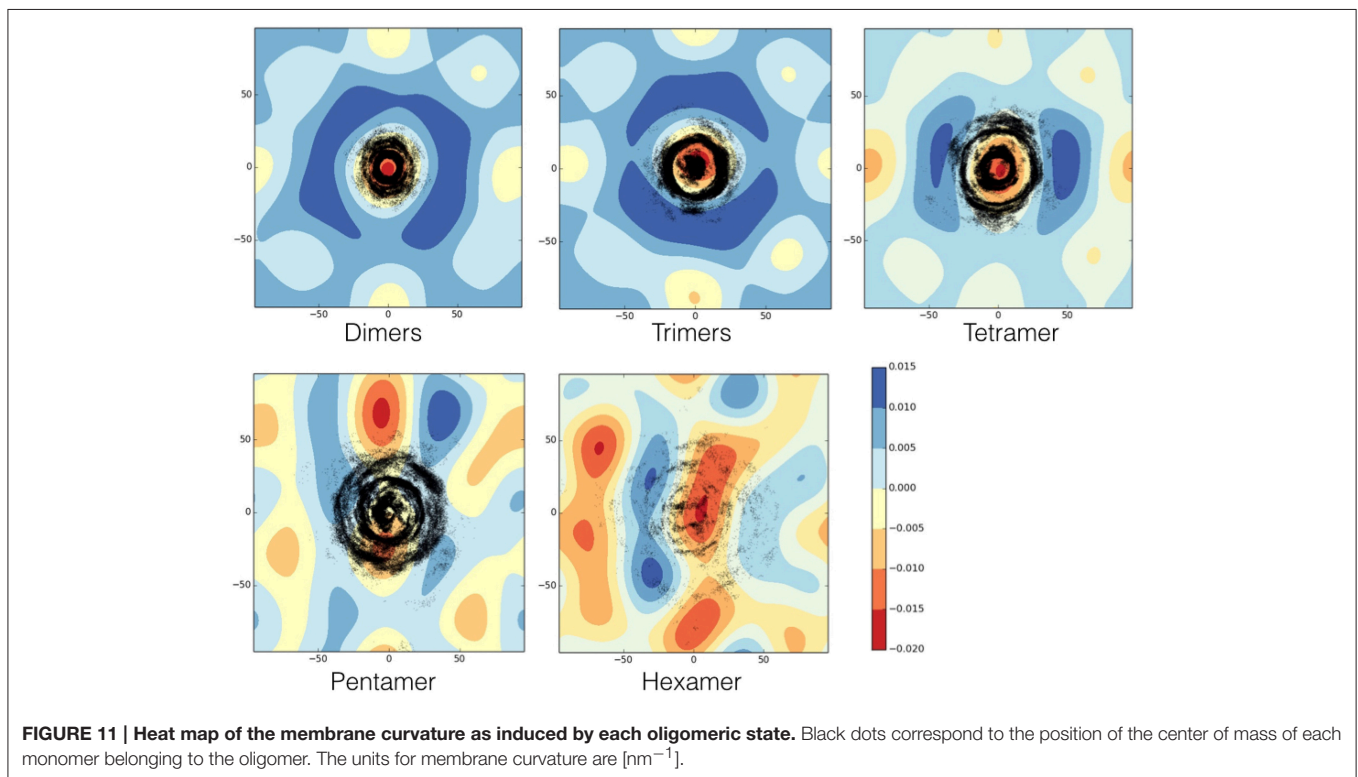 50
0
−50
−50 0 50
Dimers
50
0
−50
−50 0 50
Trimers
50
0
−50
−50 0 50
Tetramer
50
0
−50
−50 0 50
Pentamer
50
0
−50
−50 0 50
Hexamer
0.015
0.010
0.005
0.000
−0.005
−0.010
−0.015
−0.020
FIGURE 11 | Heat map of the membrane curvature as induced by each oligomeric state. Black dots correspond to the position of the center of mass of each
monomer belonging to the oligomer. The units for membrane curvature are [nm−1].